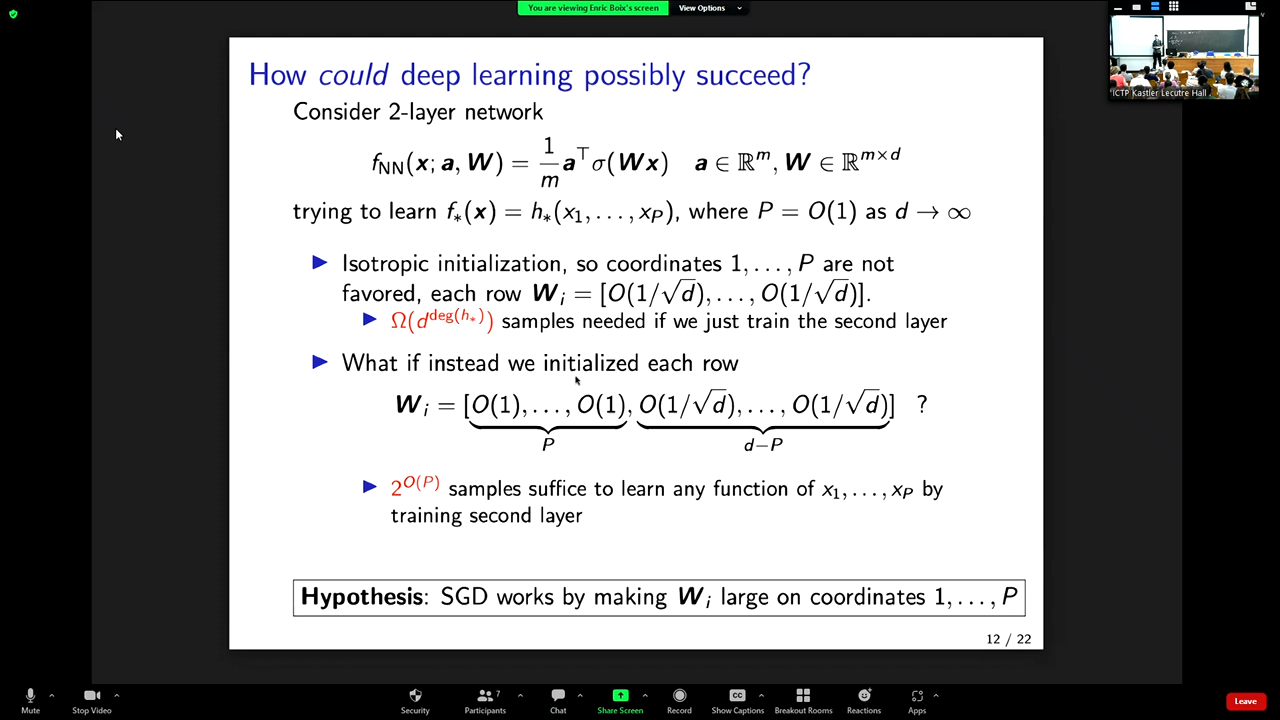 You are viewing Enric Boix's screen View Options
How could deep learning possibly succeed?
Consider 2-layer network
f_NN(x; a, W) = 1/m a^⊤ σ(Wx) a ∈ ℝ^m, W ∈ ℝ^{m×d}
trying to learn f_*(x) = h_*(x_1, . . . , x_P), where P = O(1) as d → ∞
▶ Isotropic initialization, so coordinates 1, . . . , P are not
favored, each row W_i = [O(1/√d), . . . , O(1/√d)].
▶ Ω(d^{deg(h_*)}) samples needed if we just train the second layer
▶ What if instead we initialized each row
W_i = [O(1), . . . , O(1), O(1/√d), . . . , O(1/√d)] ?
P d−P
▶ 2^{O(P)} samples suffice to learn any function of x_1, . . . , x_P by
training second layer
Hypothesis: SGD works by making W_i large on coordinates 1, . . . , P
12 / 22
ICTP Kastler Lecutre Hall
Mute
Stop Video
Security
Participants 7
Chat
Share Screen
Record
CC
Show Captions
Breakout Rooms
Reactions
Apps
Leave